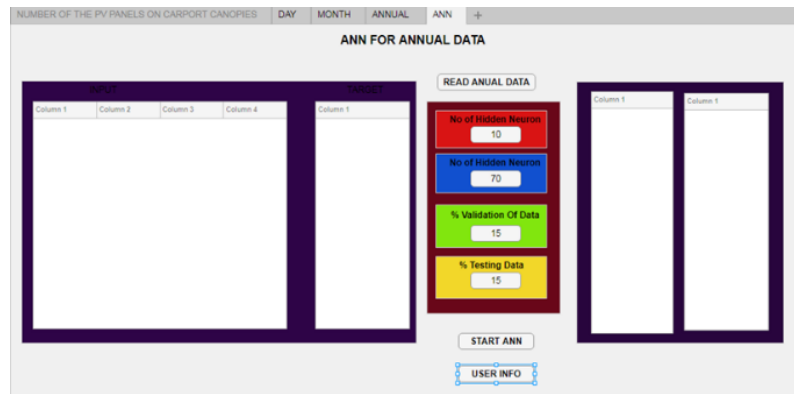 NUMBER OF THE PV PANELS ON CARPORT CANOPIES DAY MONTH ANNUAL ANN +
ANN FOR ANNUAL DATA
INPUT
TARGET
Column 1 Column 2 Column 3 Column 4
Column 1
READ ANUAL DATA
No of Hidden Neuron
10
No of Hidden Neuron
70
% Validation Of Data
15
% Testing Data
15
START ANN
USER INFO
Column 1
Column 1